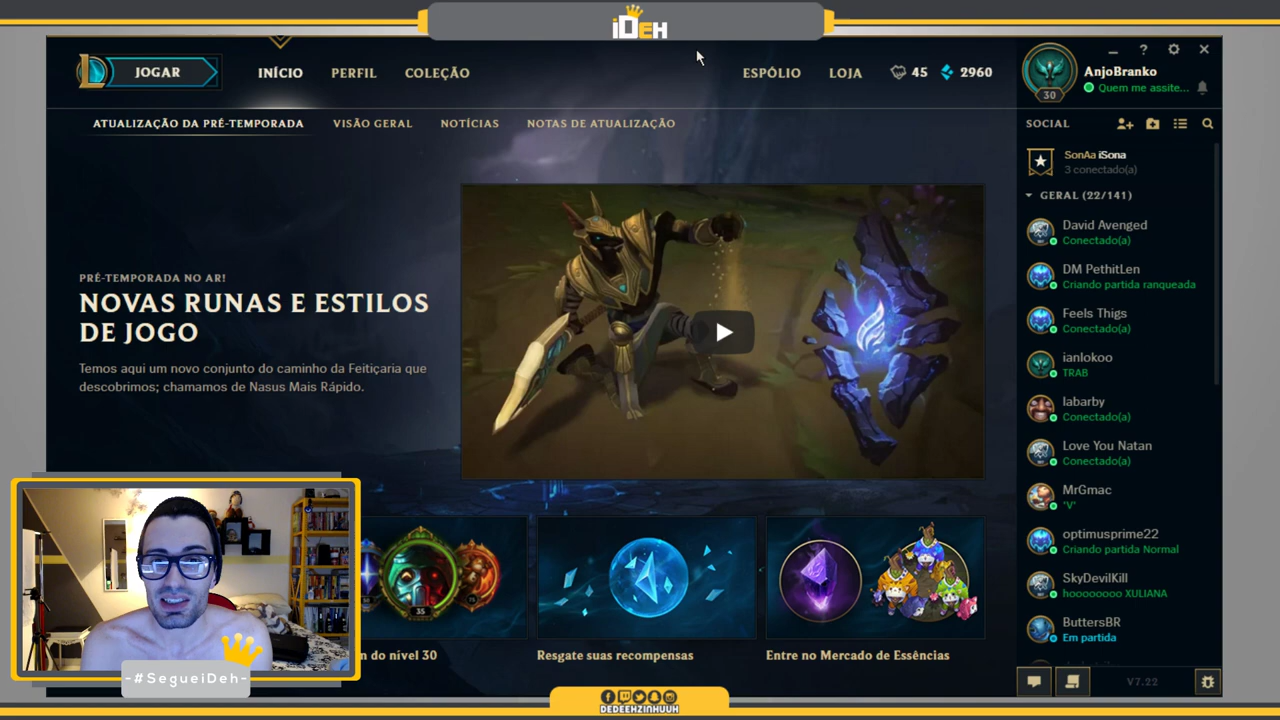 iDEH
JOGAR
INÍCIO
PERFIL
COLEÇÃO
ESPÓLIO
LOJA
45
2960
?
30
AnjoBranko
Quem me assite...
ATUALIZAÇÃO DA PRÉ-TEMPORADA
VISÃO GERAL
NOTÍCIAS
NOTAS DE ATUALIZAÇÃO
SOCIAL
SonAa iSona
3 conectado(a)
GERAL (22/141)
David Avenged
Conectado(a)
DM PethitLen
Criando partida ranqueada
Feels Thigs
Conectado(a)
ianlokoo
TRAB
labarby
Conectado(a)
Love You Natan
Conectado(a)
MrGmac
'V'
optimusprime22
Criando partida Normal
SkyDevilKill
hoooooooo XULIANA
ButtersBR
Em partida
PRÉ-TEMPORADA NO AR!
NOVAS RUNAS E ESTILOS
DE JOGO
Temos aqui um novo conjunto do caminho da Feitiçaria que
descobrimos; chamamos de Nasus Mais Rápido.
35
n do nível 30
Resgate suas recompensas
Entre no Mercado de Essências
-#SegueiDeh-
DEDEEHZINHUUH
V7.22